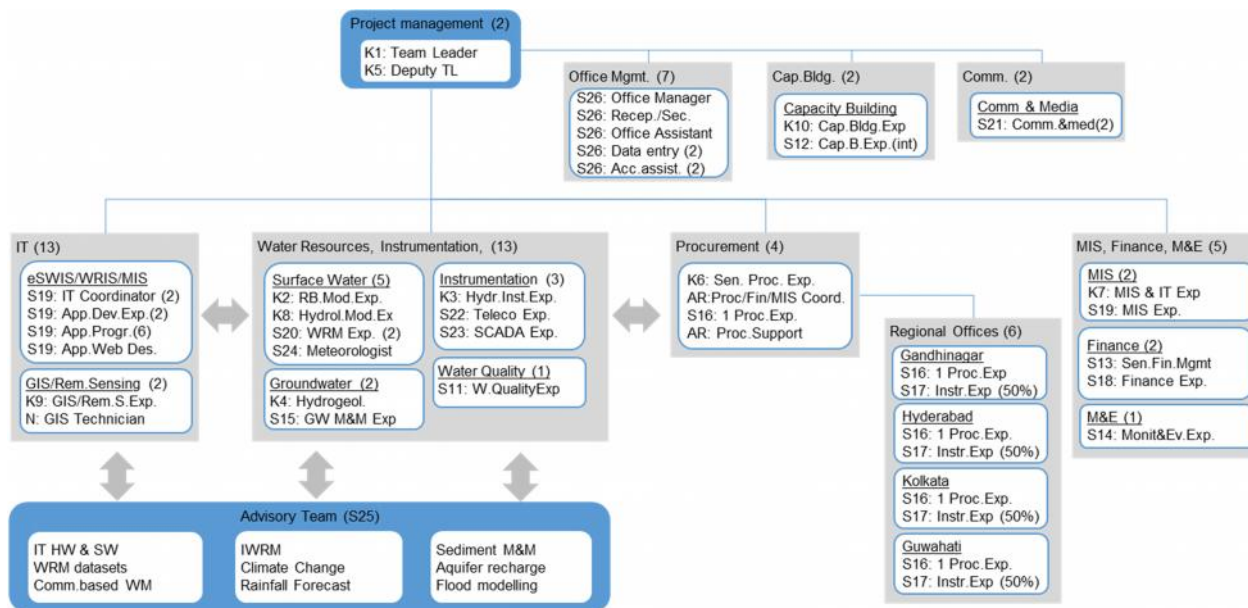 Project management (2)
K1: Team Leader
K5: Deputy TL
Office Mgmt. (7)
S26: Office Manager
S26: Recep./Sec.
S26: Office Assistant
S26: Data entry (2)
S26: Acc.assist. (2)
Cap.Bldg. (2)
Capacity Building
K10: Cap.Bldg.Exp
S12: Cap.B.Exp.(int)
Comm. (2)
Comm & Media
S21: Comm.&med(2)
IT (13)
eSWIS/WRIS/MIS
S19: IT Coordinator (2)
S19: App.Dev.Exp.(2)
S19: App.Progr.(6)
S19: App.Web Des.
GIS/Rem.Sensing (2)
K9: GIS/Rem.S.Exp.
N: GIS Technician
Water Resources, Instrumentation, (13)
Surface Water (5)
K2: RB.Mod.Exp.
K8: Hydrol.Mod.Ex
S20: WRM Exp. (2)
S24: Meteorologist
Groundwater (2)
K4: Hydrogeol.
S15: GW M&M Exp
Instrumentation (3)
K3: Hydr.Inst.Exp.
S22: Teleco Exp.
S23: SCADA Exp.
Water Quality (1)
S11: W.QualityExp
Procurement (4)
K6: Sen. Proc. Exp.
AR:Proc/Fin/MIS Coord.
S16: 1 Proc.Exp.
AR: Proc.Support
Regional Offices (6)
Gandhinagar
S16: 1 Proc.Exp
S17: Instr.Exp (50%)
Hyderabad
S16: 1 Proc.Exp.
S17: Instr.Exp (50%)
Kolkata
S16: 1 Proc.Exp.
S17: Instr.Exp (50%)
Guwahati
S16: 1 Proc.Exp.
S17: Instr.Exp (50%)
MIS, Finance, M&E (5)
MIS (2)
K7: MIS & IT Exp
S19: MIS Exp.
Finance (2)
S13: Sen.Fin.Mgmt
S18: Finance Exp.
M&E (1)
S14: Monit&Ev.Exp.
Advisory Team (S25)
IT HW & SW
WRM datasets
Comm.based WM
IWRM
Climate Change
Rainfall Forecast
Sediment M&M
Aquifer recharge
Flood modelling